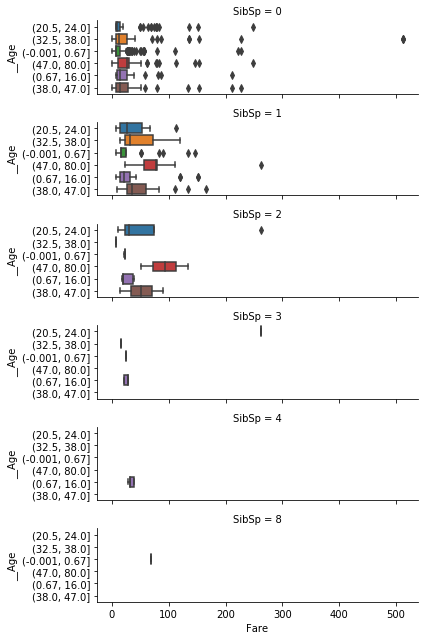 SibSp = 0
__Age
(20.5, 24.0]
(32.5, 38.0]
(-0.001, 0.67]
(47.0, 80.0]
(0.67, 16.0]
(38.0, 47.0]
SibSp = 1
__Age
(20.5, 24.0]
(32.5, 38.0]
(-0.001, 0.67]
(47.0, 80.0]
(0.67, 16.0]
(38.0, 47.0]
SibSp = 2
__Age
(20.5, 24.0]
(32.5, 38.0]
(-0.001, 0.67]
(47.0, 80.0]
(0.67, 16.0]
(38.0, 47.0]
SibSp = 3
__Age
(20.5, 24.0]
(32.5, 38.0]
(-0.001, 0.67]
(47.0, 80.0]
(0.67, 16.0]
(38.0, 47.0]
SibSp = 4
__Age
(20.5, 24.0]
(32.5, 38.0]
(-0.001, 0.67]
(47.0, 80.0]
(0.67, 16.0]
(38.0, 47.0]
SibSp = 8
__Age
(20.5, 24.0]
(32.5, 38.0]
(-0.001, 0.67]
(47.0, 80.0]
(0.67, 16.0]
(38.0, 47.0]
0 100 200 300 400 500
Fare